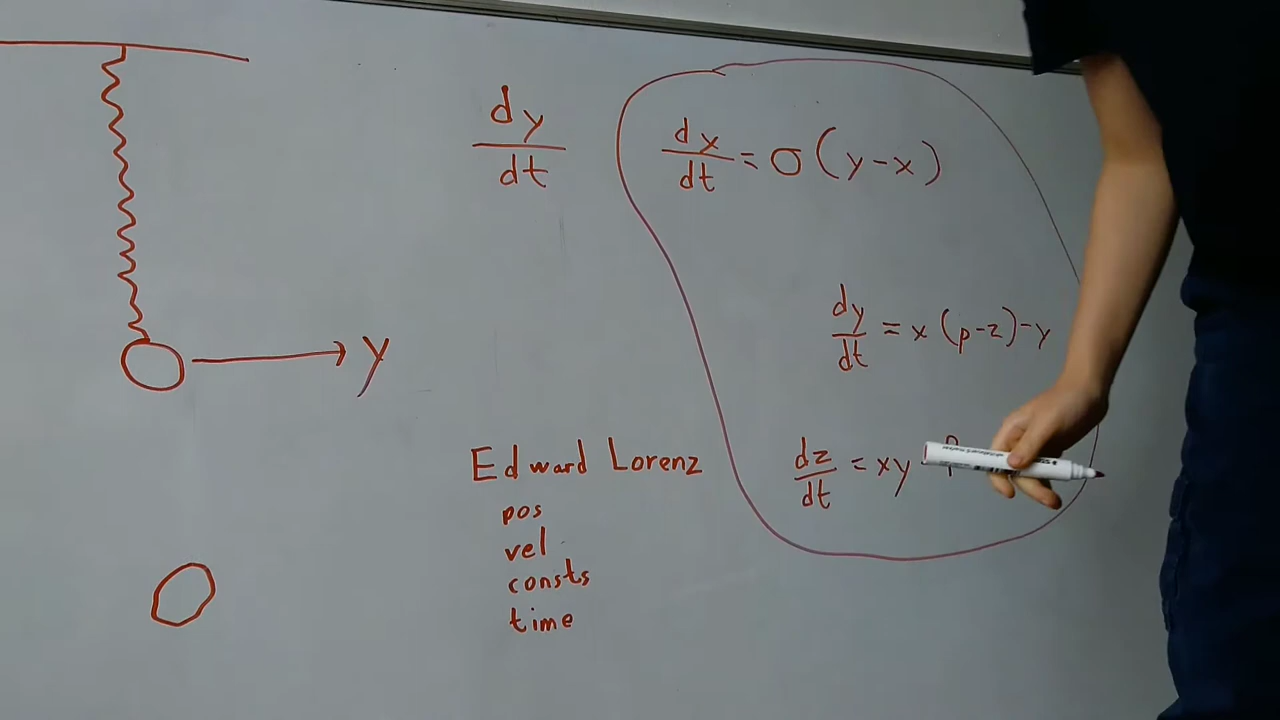 dy/dt
dx/dt = σ(y-x)
dy/dt = x(p-z)-y
Y
dz/dt = xy
Edward Lorenz
pos
vel
consts
time